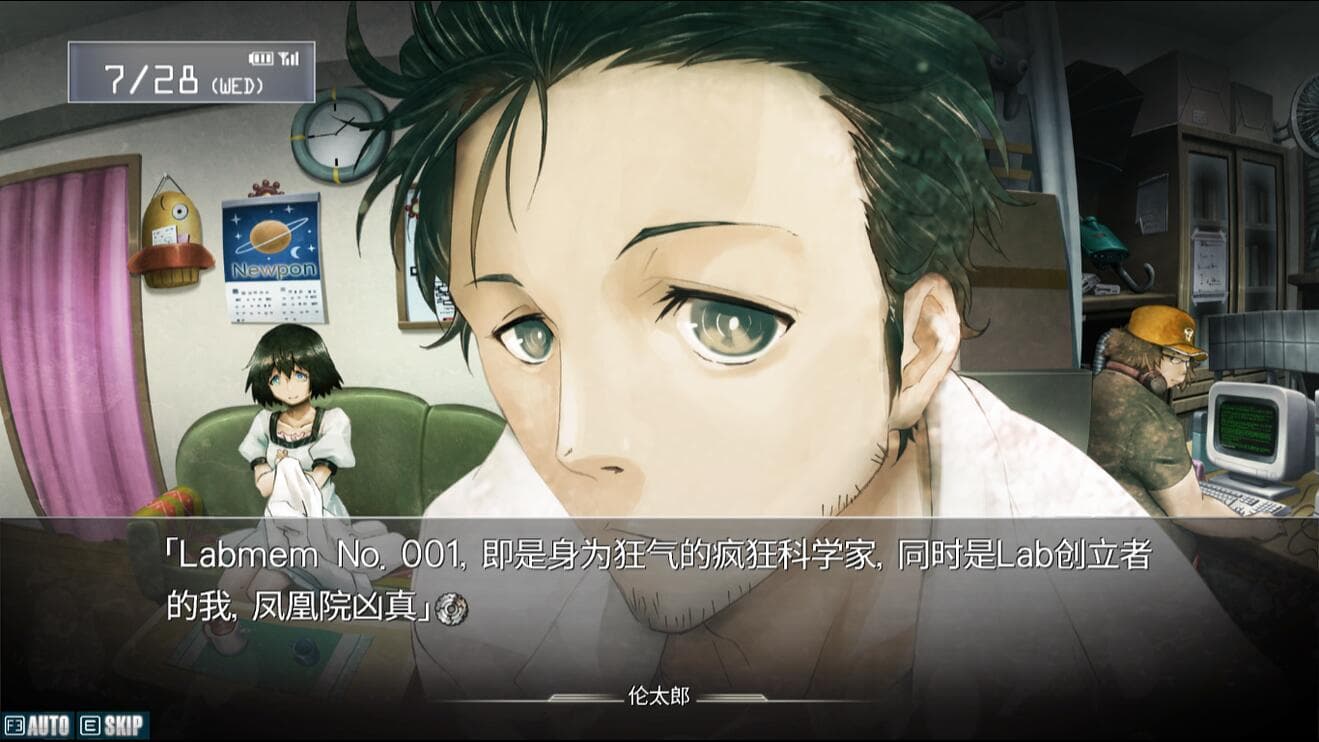 7/28 (WED)
Newpon
「Labmem No. 001, 即是身为狂气的疯狂科学家, 同时是Lab创立者
的我, 凤凰院凶真」
伦太郎
F3 AUTO E SKIP